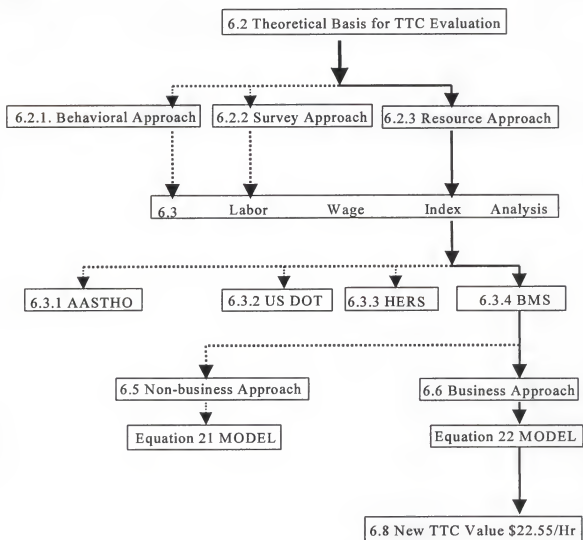 6.2 Theoretical Basis for TTC Evaluation
6.2.1. Behavioral Approach
6.2.2 Survey Approach
6.2.3 Resource Approach
6.3 Labor Wage Index Analysis
6.3.1 AASTHO
6.3.2 US DOT
6.3.3 HERS
6.3.4 BMS
6.5 Non-business Approach
6.6 Business Approach
Equation 21 MODEL
Equation 22 MODEL
6.8 New TTC Value $22.55/Hr